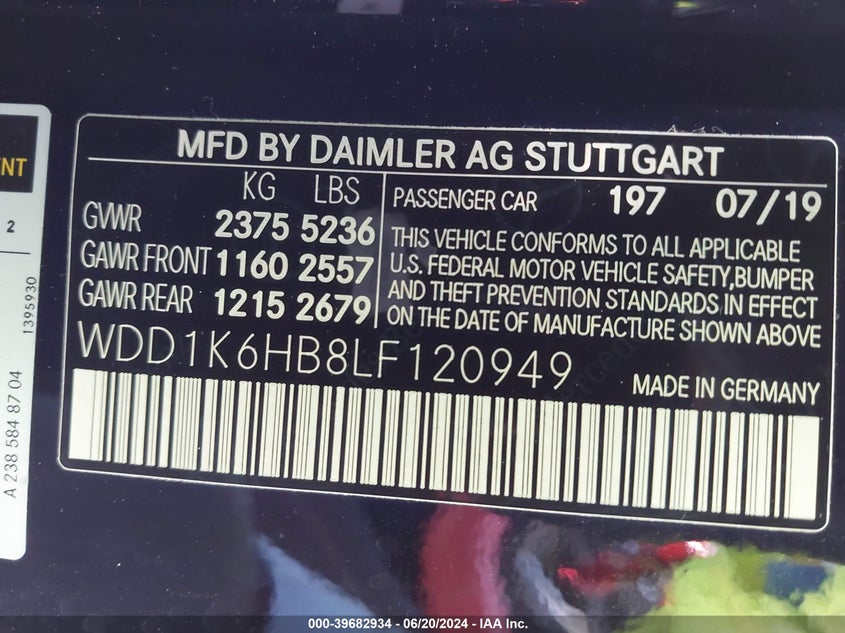 MFD BY DAIMLER AG STUTTGART
KG LBS
GVWR 2375 5236
GAWR FRONT 1160 2557
GAWR REAR 1215 2679
PASSENGER CAR 197 07/19
THIS VEHICLE CONFORMS TO ALL APPLICABLE
U.S. FEDERAL MOTOR VEHICLE SAFETY,BUMPER
AND THEFT PREVENTION STANDARDS IN EFFECT
ON THE DATE OF MANUFACTURE SHOWN ABOVE
WDD1K6HB8LF120949
MADE IN GERMANY
NT
2
1395930
A 238 584 87 04
000-39682934 / 06/20/2024 - IAA Inc.